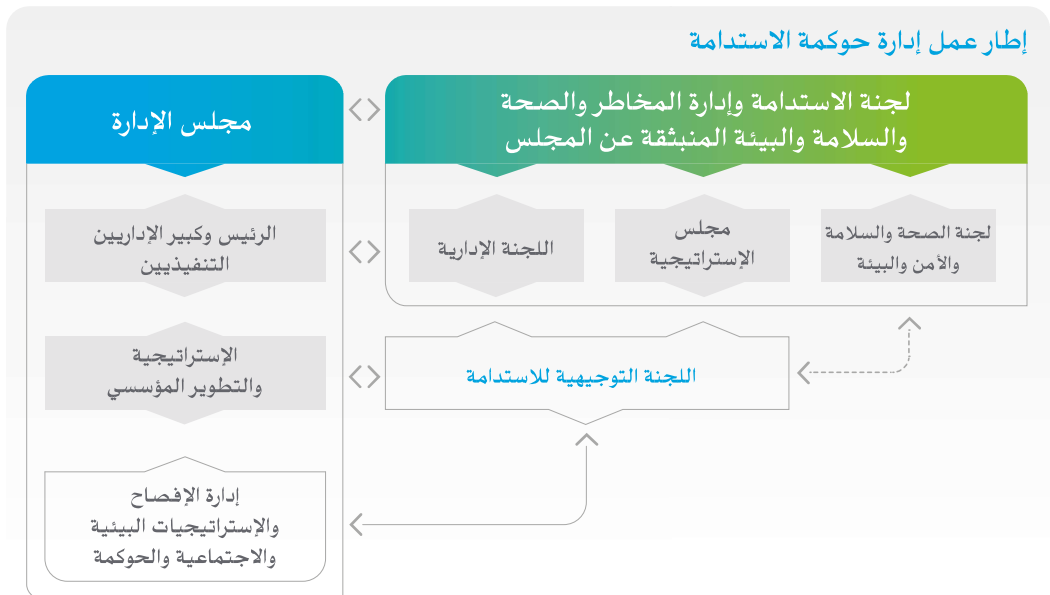 إطار عمل إدارة حوكمة الاستدامة
لجنة الاستدامة وإدارة المخاطر والصحة
والسلامة والبيئة المنبثقة عن المجلس
مجلس الإدارة
لجنة الصحة والسلامة
والأمن والبيئة
مجلس
الإستراتيجية
اللجنة الإدارية
الرئيس وكبير الإداريين
التنفيذيين
اللجنة التوجيهية للاستدامة
الإستراتيجية
والتطوير المؤسسي
إدارة الإفصاح
والإستراتيجيات البيئية
والاجتماعية والحوكمة